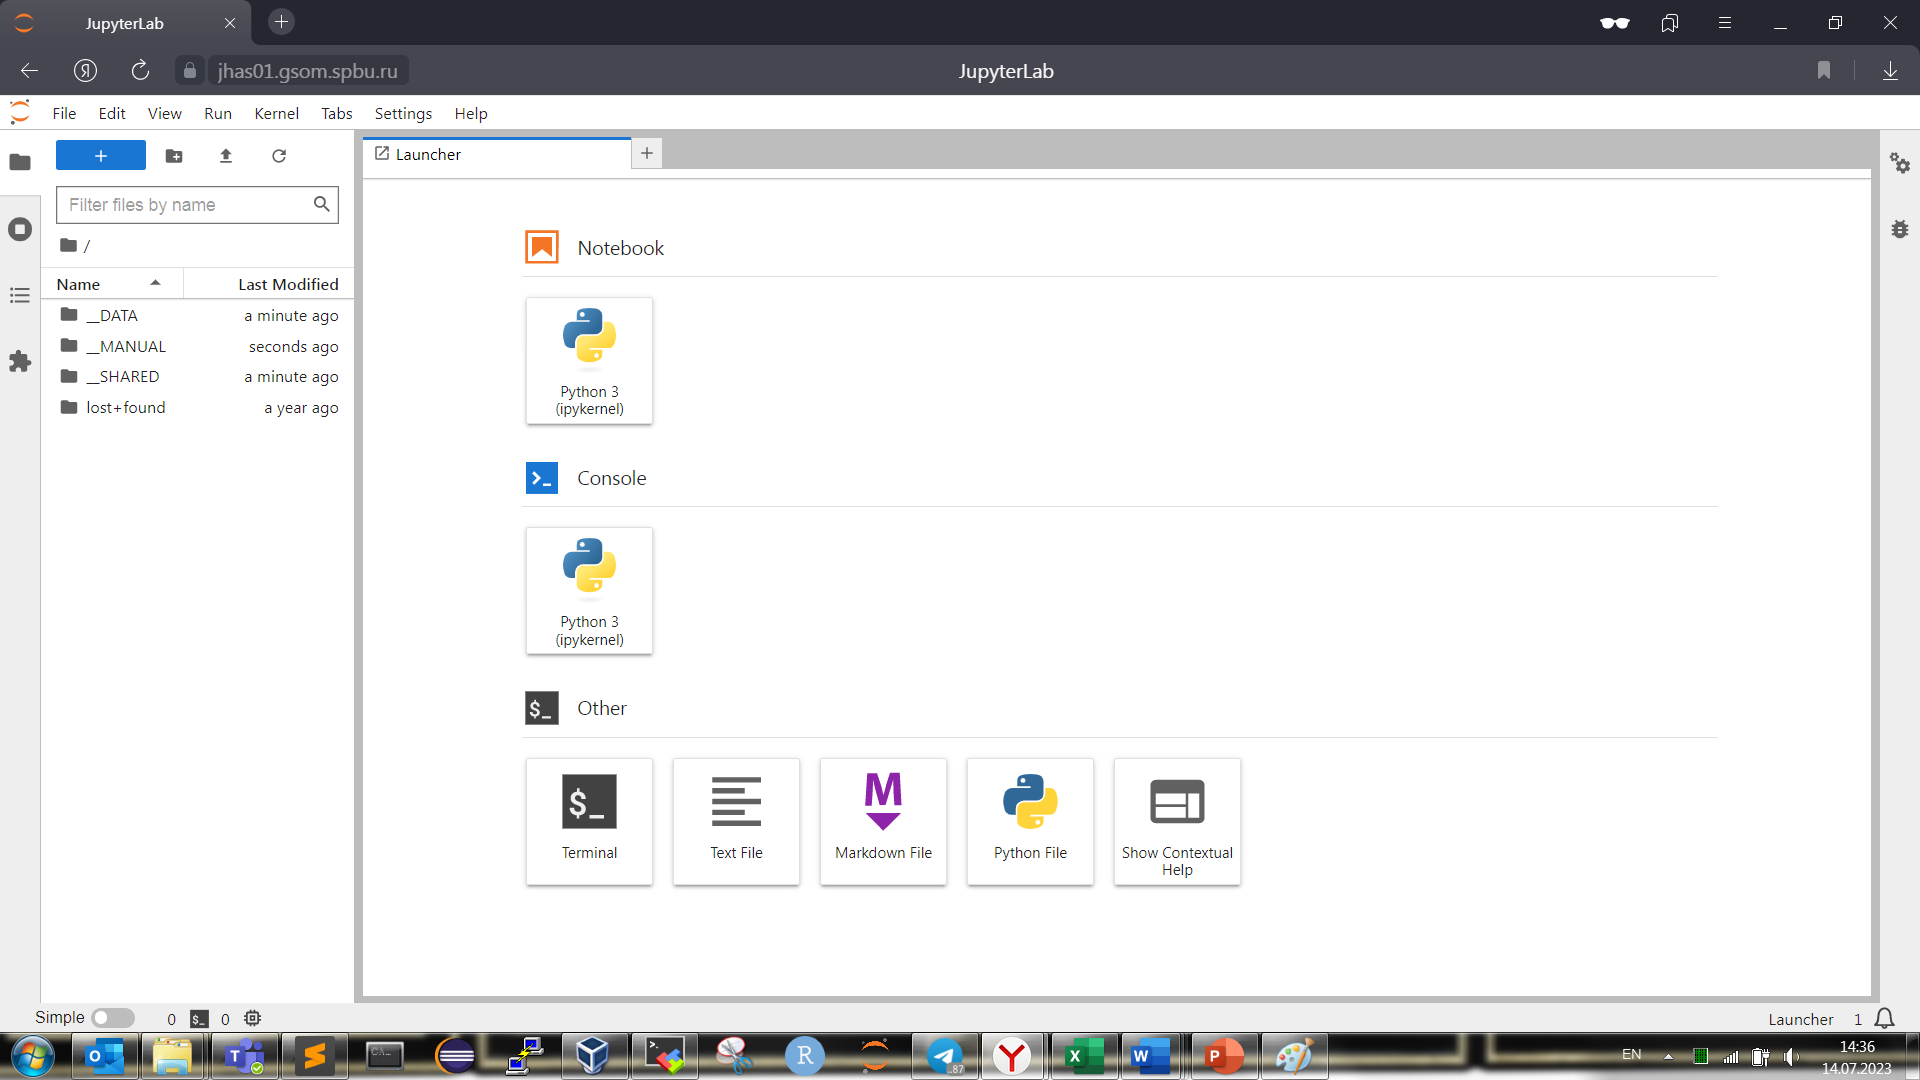 JupyterLab
jhas01.gsom.spbu.ru
JupyterLab
File Edit View Run Kernel Tabs Settings Help
Filter files by name
/
Name Last Modified
__DATA a minute ago
__MANUAL seconds ago
__SHARED a minute ago
lost+found a year ago
Launcher
Notebook
Python 3
(ipykernel)
Console
Python 3
(ipykernel)
$_ Other
$_
Terminal
Text File
M
Markdown File
Python File
Show Contextual
Help
Simple 0 $_ 0
Launcher 1
EN
14:36
14.07.2023